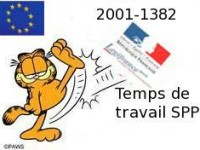 2001-1382
Temps de
travail SPP
©PAWS